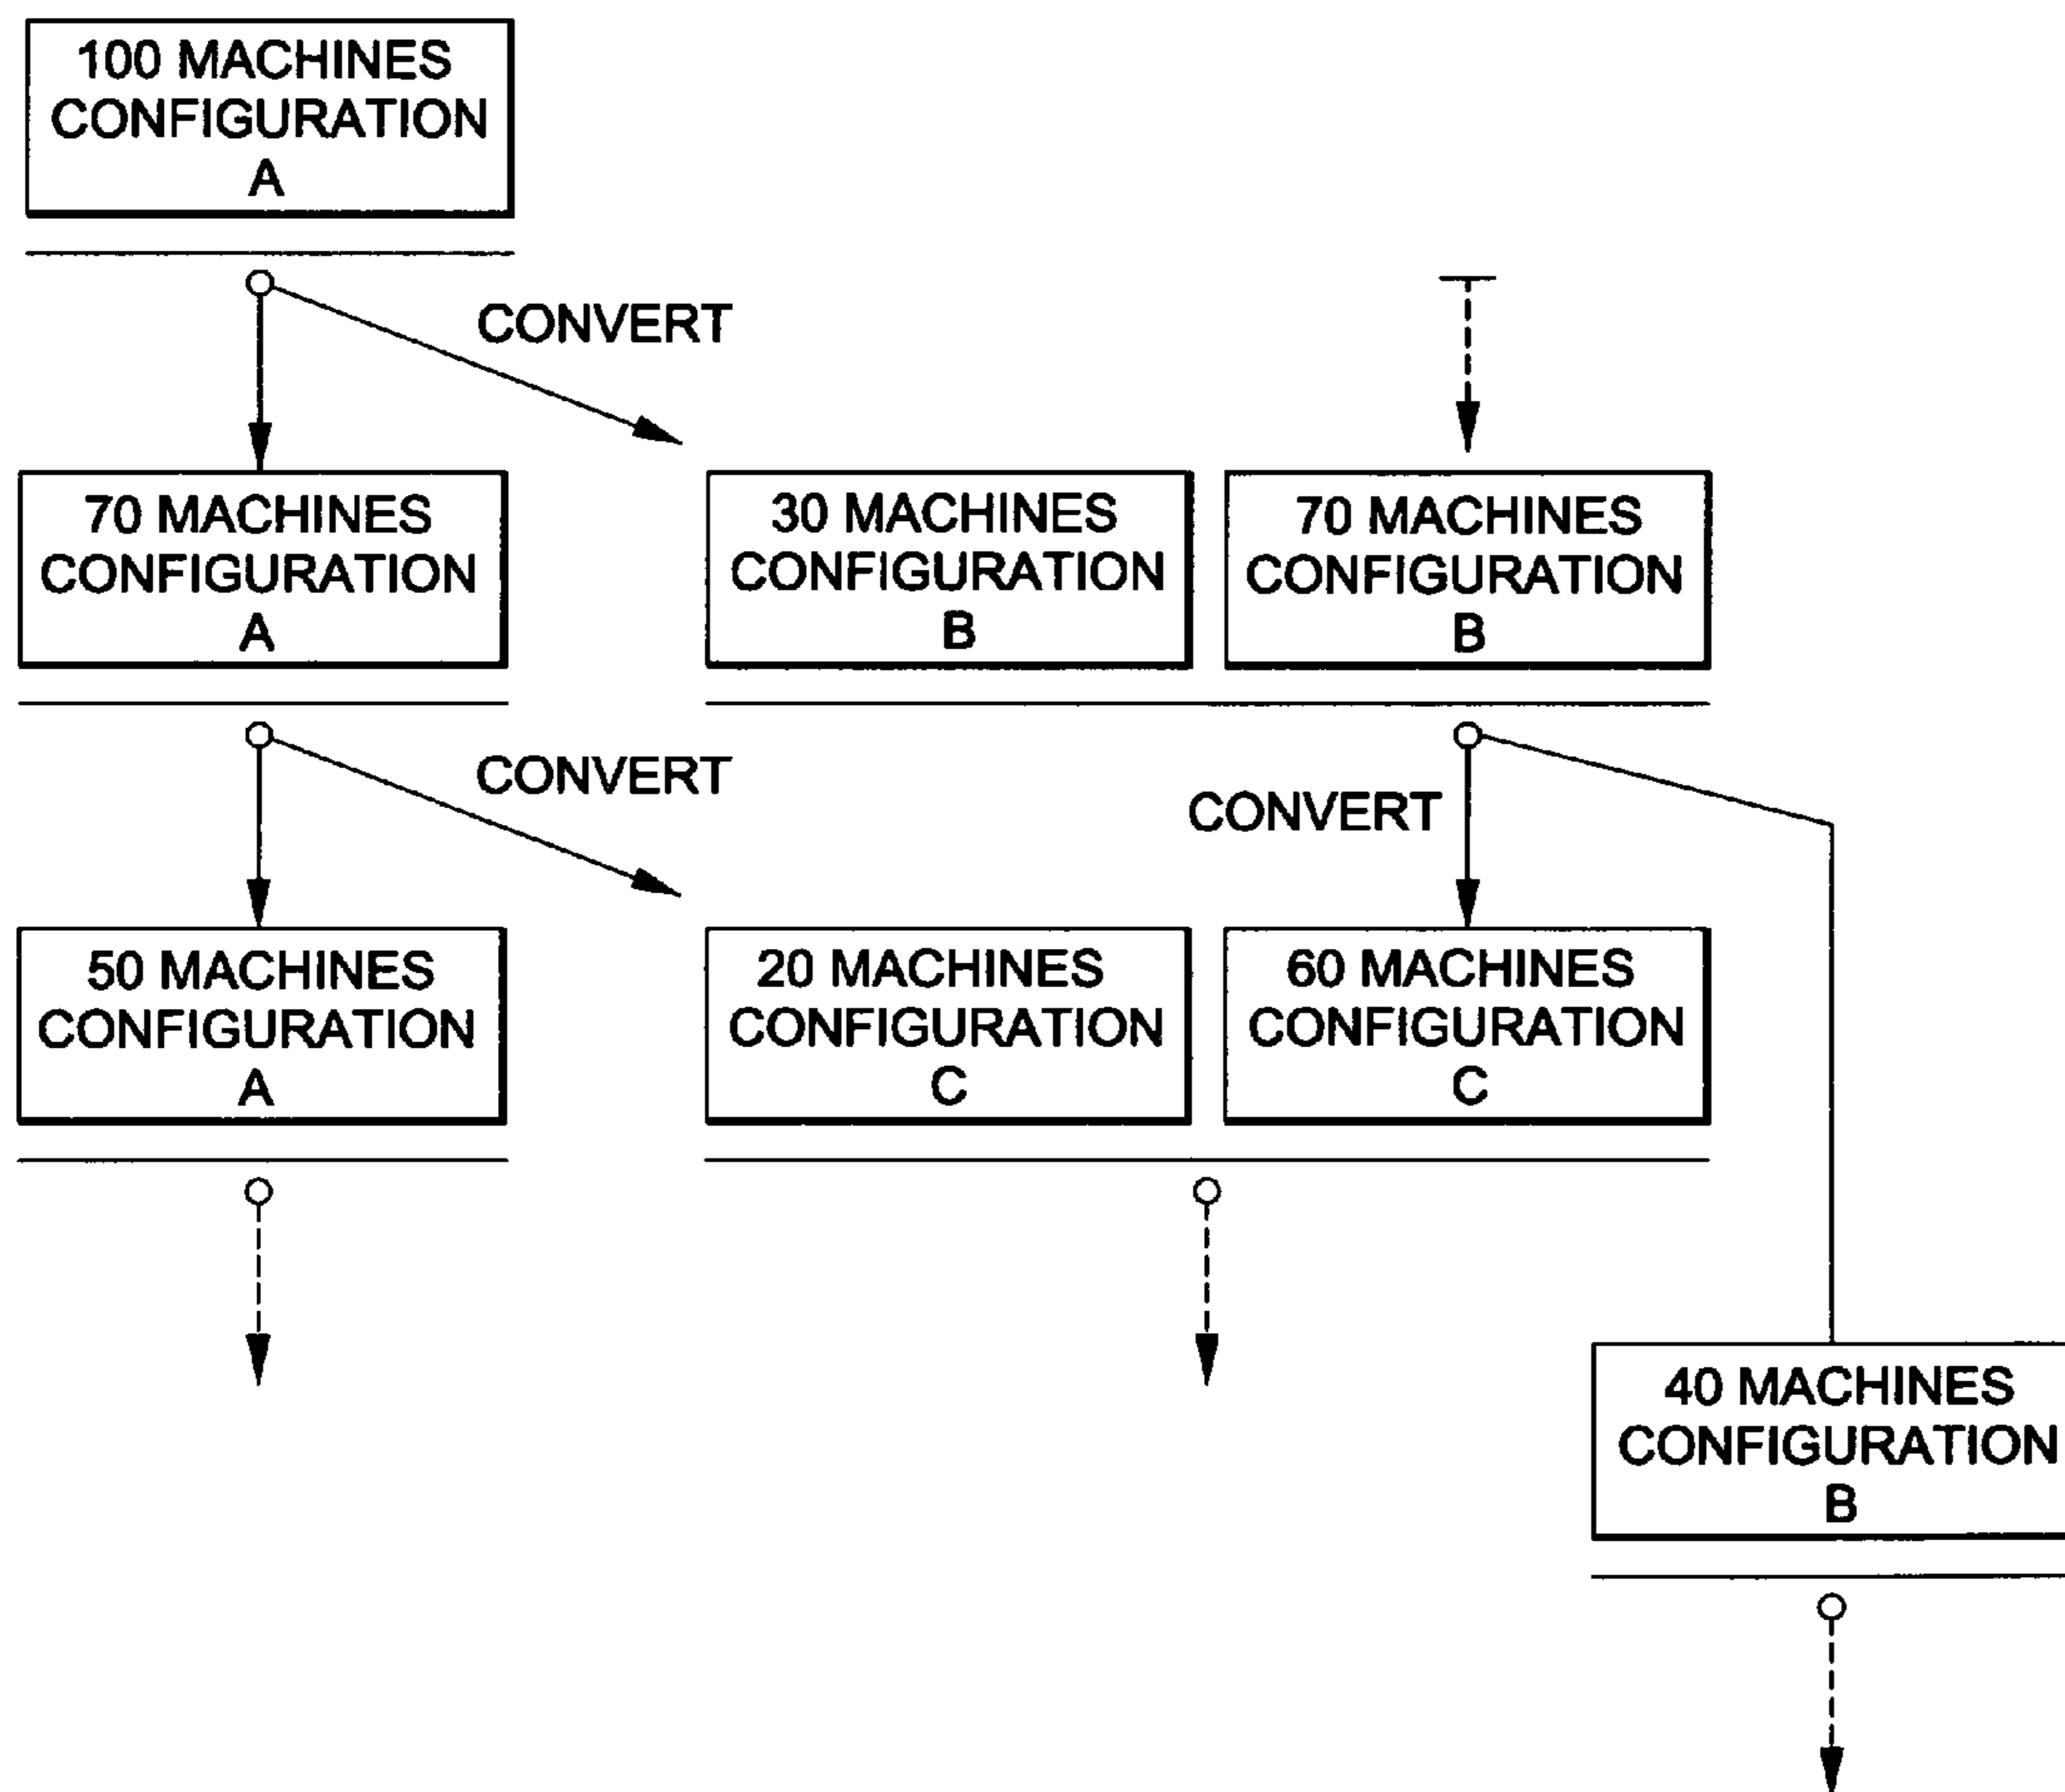 100 MACHINES
CONFIGURATION
A
CONVERT
70 MACHINES
CONFIGURATION
A
30 MACHINES
CONFIGURATION
B
70 MACHINES
CONFIGURATION
B
CONVERT
CONVERT
50 MACHINES
CONFIGURATION
A
20 MACHINES
CONFIGURATION
C
60 MACHINES
CONFIGURATION
C
40 MACHINES
CONFIGURATION
B